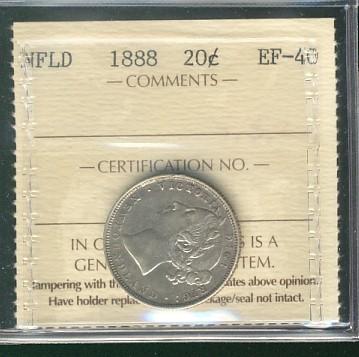 NFLD 1888 20¢ EF-40
— COMMENTS —
— CERTIFICATION NO. —
VICTORIA
IN S IS A
GEN TEM.
ampering with th ates above opinion.
Have holder repla kage/seal not intact.